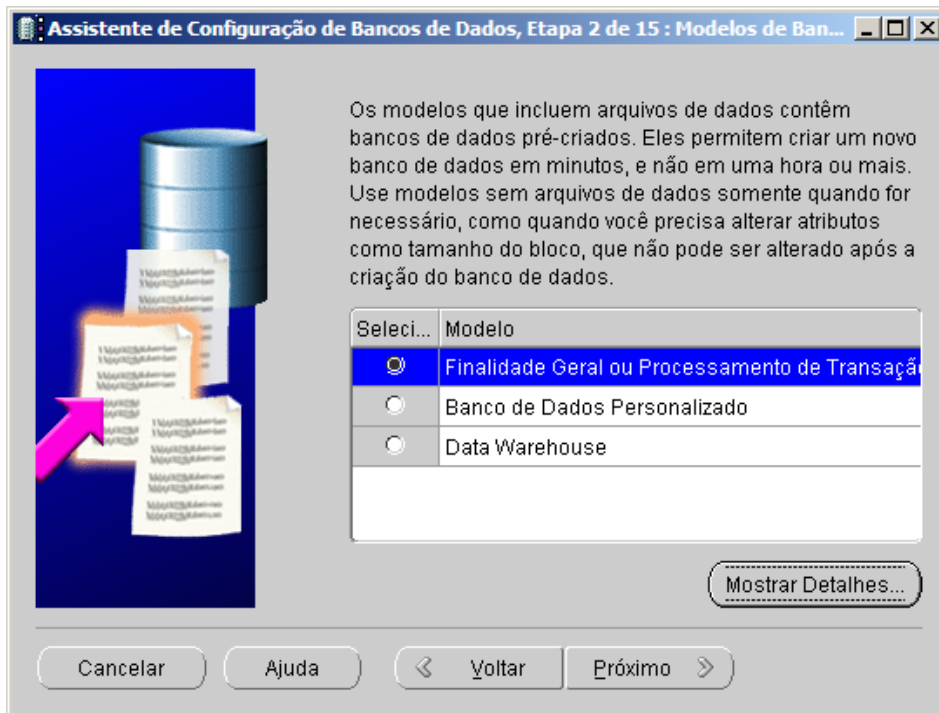 Assistente de Configuração de Bancos de Dados, Etapa 2 de 15 : Modelos de Ban...
Os modelos que incluem arquivos de dados contêm
bancos de dados pré-criados. Eles permitem criar um novo
banco de dados em minutos, e não em uma hora ou mais.
Use modelos sem arquivos de dados somente quando for
necessário, como quando você precisa alterar atributos
como tamanho do bloco, que não pode ser alterado após a
criação do banco de dados.
Seleci... Modelo
Finalidade Geral ou Processamento de Transaçã
Banco de Dados Personalizado
Data Warehouse
Mostrar Detalhes...
Cancelar Ajuda Voltar Próximo